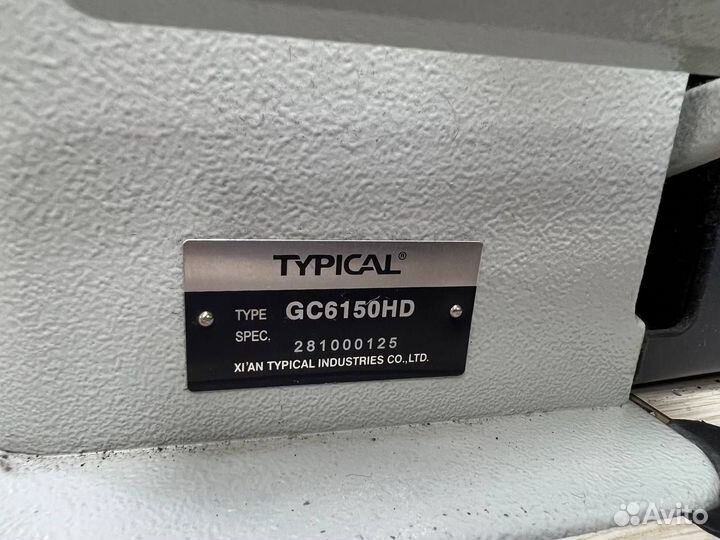 TYPICAL®
TYPE GC6150HD
SPEC.
281000125
XI'AN TYPICAL INDUSTRIES CO.,LTD.
Avito